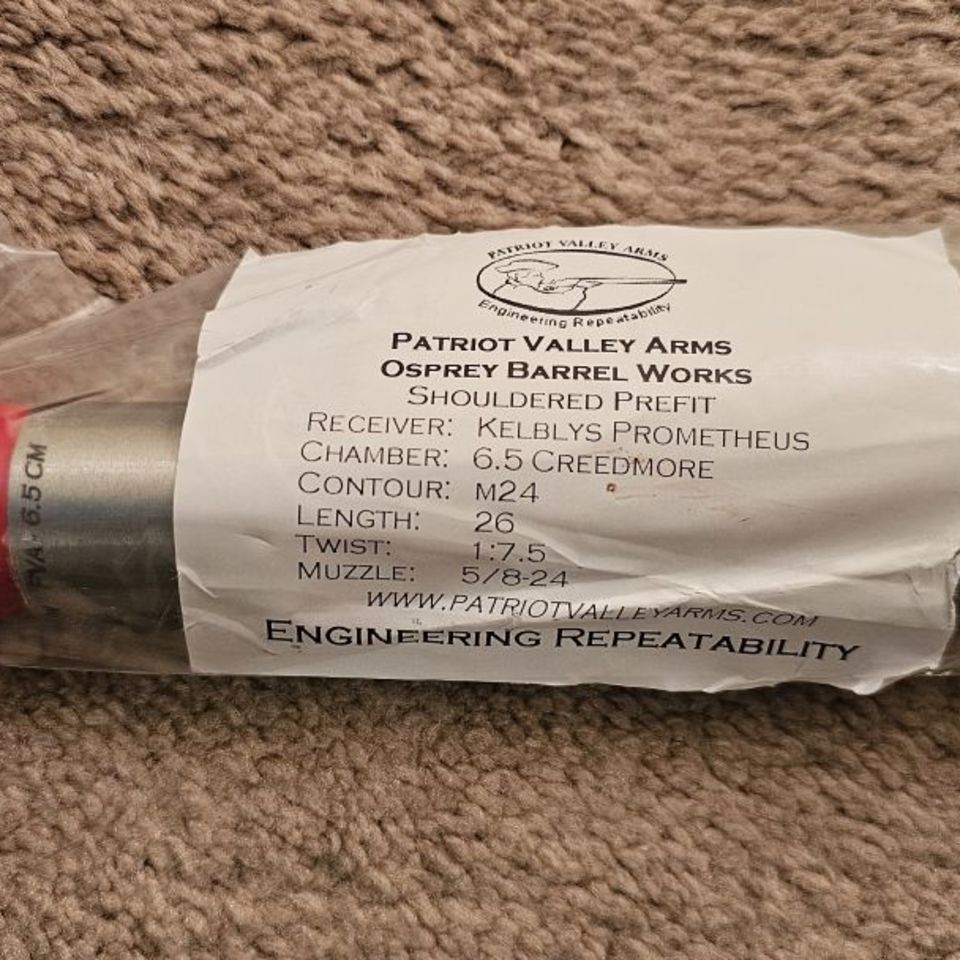 PATRIOT VALLEY ARMS
Engineering Repeatability
PATRIOT VALLEY ARMS
OSPREY BARREL WORKS
SHOULDERED PREFIT
RECEIVER: KELBLYS PROMETHEUS
CHAMBER: 6.5 CREEDMORE
CONTOUR: M24
LENGTH: 26
TWIST: 1:7.5
MUZZLE: 5/8-24
WWW.PATRIOTVALLEYARMS.COM
ENGINEERING REPEATABILITY
PVA 6.5 CM